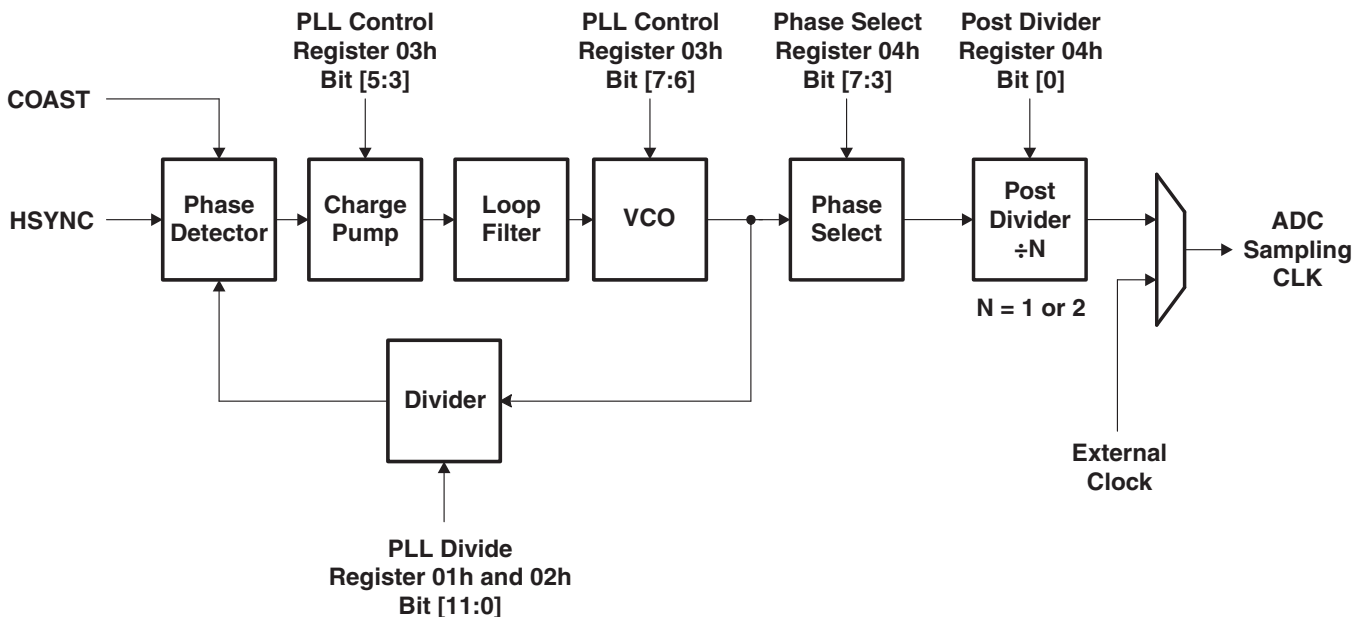 PLL Control
Register 03h
Bit [5:3]
PLL Control
Register 03h
Bit [7:6]
Phase Select
Register 04h
Bit [7:3]
Post Divider
Register 04h
Bit [0]
COAST
HSYNC
Phase
Detector
Charge
Pump
Loop
Filter
VCO
Phase
Select
Post
Divider
÷N
N = 1 or 2
ADC
Sampling
CLK
Divider
External
Clock
PLL Divide
Register 01h and 02h
Bit [11:0]